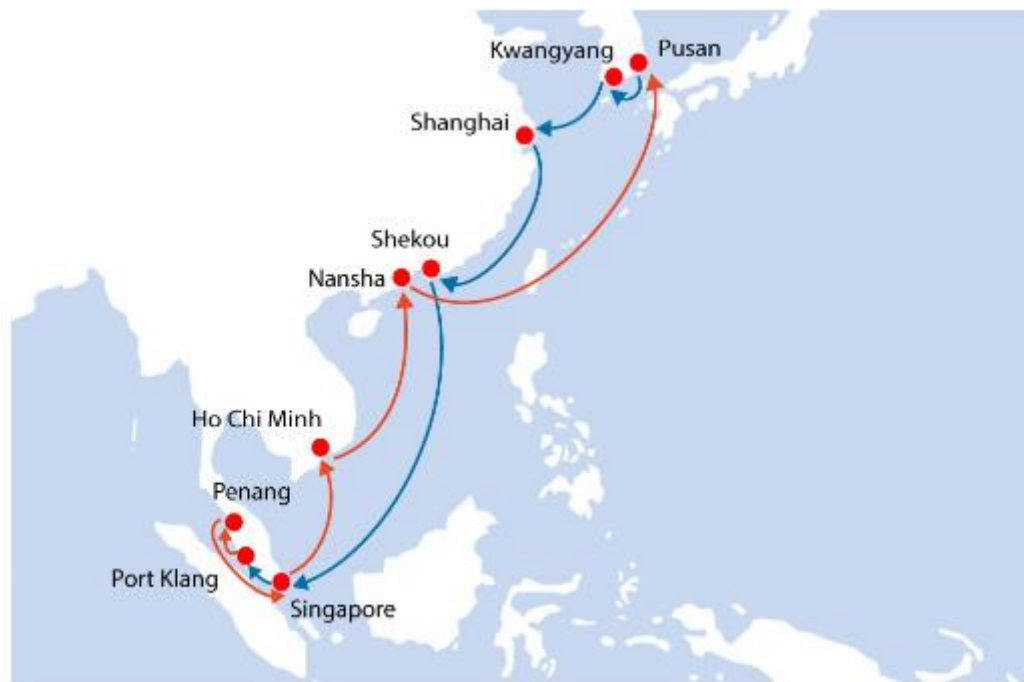 Kwangyang
Pusan
Shanghai
Shekou
Nansha
Ho Chi Minh
Penang
Port Klang
Singapore